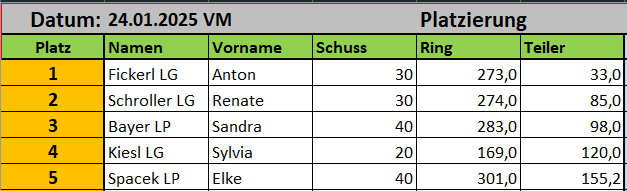 Datum: 24.01.2025 VM Platzierung
Platz Namen Vorname Schuss Ring Teiler
1 Fickerl LG Anton 30 273,0 33,0
2 Schroller LG Renate 30 274,0 85,0
3 Bayer LP Sandra 40 283,0 98,0
4 Kiesl LG Sylvia 20 169,0 120,0
5 Spacek LP Elke 40 301,0 155,2